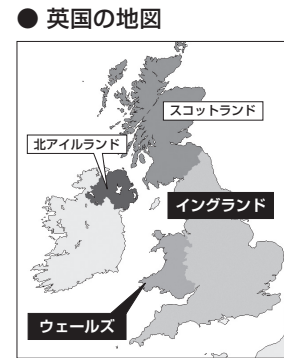 ● 英国の地図
スコットランド
北アイルランド
イングランド
ウェールズ